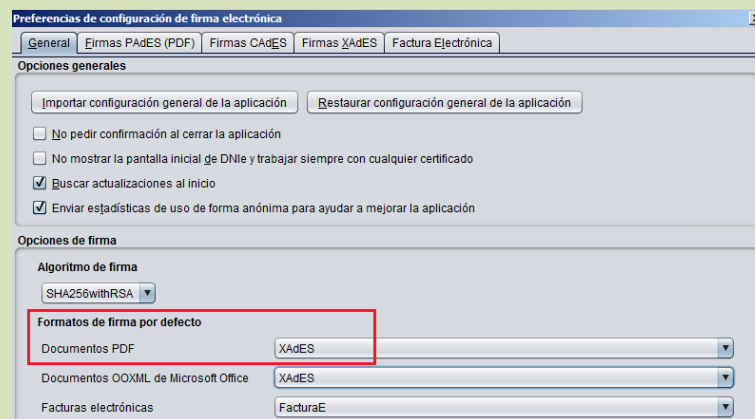 Preferencias de configuración de firma electrónica
General Firmas PAdES (PDF) Firmas CAdES Firmas XAdES Factura Electrónica
Opciones generales
Importar configuración general de la aplicación Restaurar configuración general de la aplicación
No pedir confirmación al cerrar la aplicación
No mostrar la pantalla inicial de DNIe y trabajar siempre con cualquier certificado
Buscar actualizaciones al inicio
Enviar estadísticas de uso de forma anónima para ayudar a mejorar la aplicación
Opciones de firma
Algoritmo de firma
SHA256withRSA
Formatos de firma por defecto
Documentos PDF XAdES
Documentos OOXML de Microsoft Office XAdES
Facturas electrónicas FacturaE